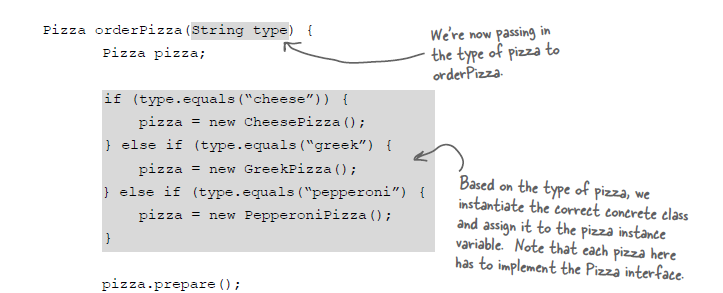 Pizza orderPizza(String type) {
Pizza pizza;
We're now passing in
the type of pizza to
orderPizza.
if (type.equals(“cheese”)) {
pizza = new CheesePizza();
} else if (type.equals(“greek”) {
pizza = new GreekPizza();
} else if (type.equals(“pepperoni”) {
pizza = new PepperoniPizza();
}
Based on the type of pizza, we
instantiate the correct concrete class
and assign it to the pizza instance
variable. Note that each pizza here
has to implement the Pizza interface.
pizza.prepare();